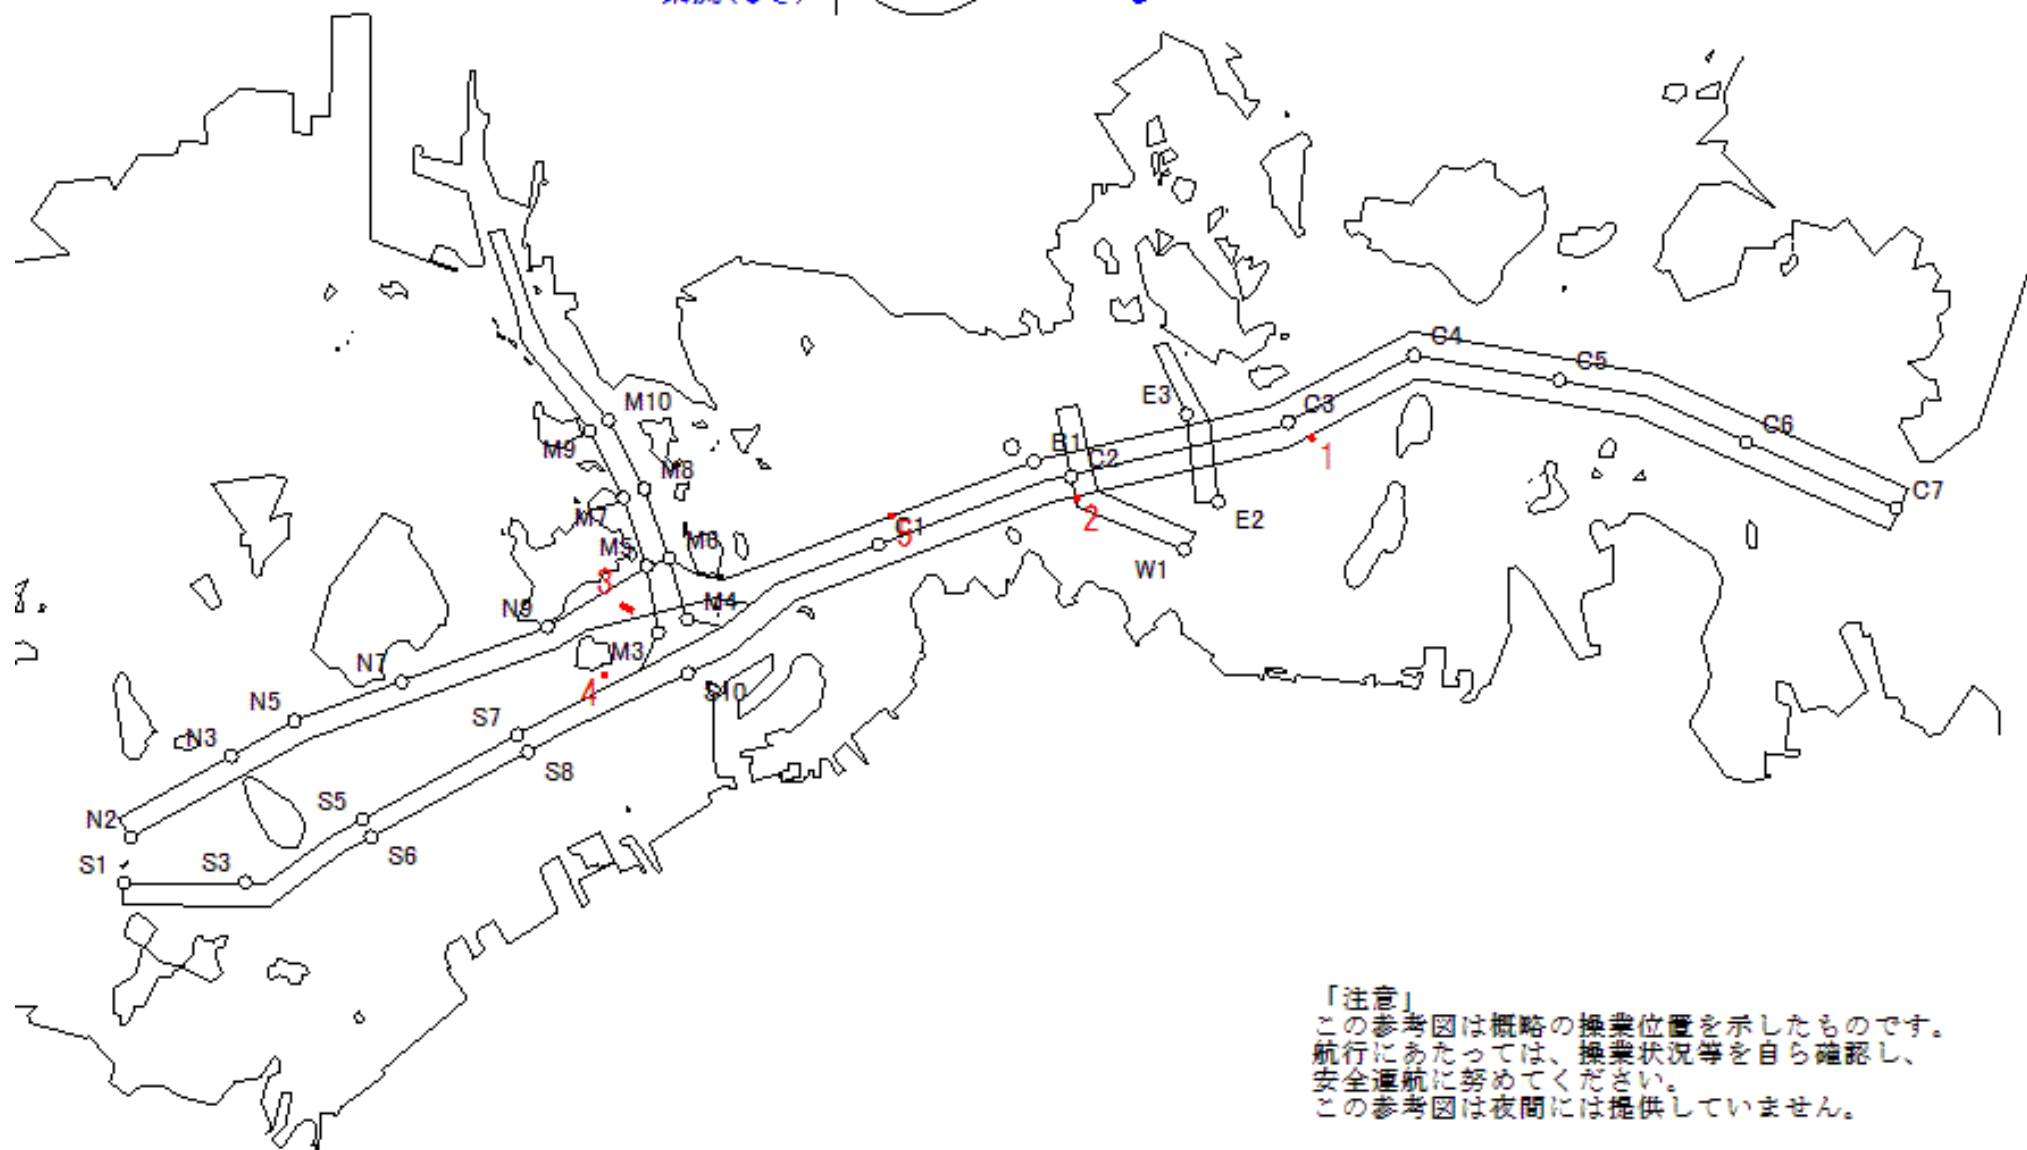 C4
C5
M10
E3
C3
C6
B1
M9
C2
M8
1
C7
M7
2
E2
C1
5
M5
M6
W1
3
N9
M4
M3
N7
4
S10
N5
S7
N3
S8
S5
N2
S6
S1
S3
「注意」
この参考図は概略の操業位置を示したものです。
航行にあたっては、操業状況等を自ら確認し、
安全運航に努めてください。
この参考図は夜間には提供していません。